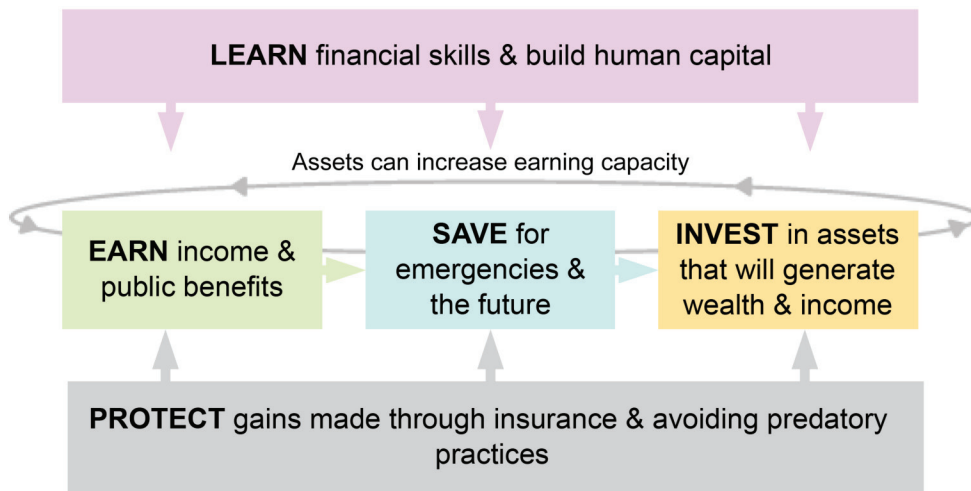 LEARN financial skills & build human capital
Assets can increase earning capacity
EARN income &
public benefits
SAVE for
emergencies &
the future
INVEST in assets
that will generate
wealth & income
PROTECT gains made through insurance & avoiding predatory
practices